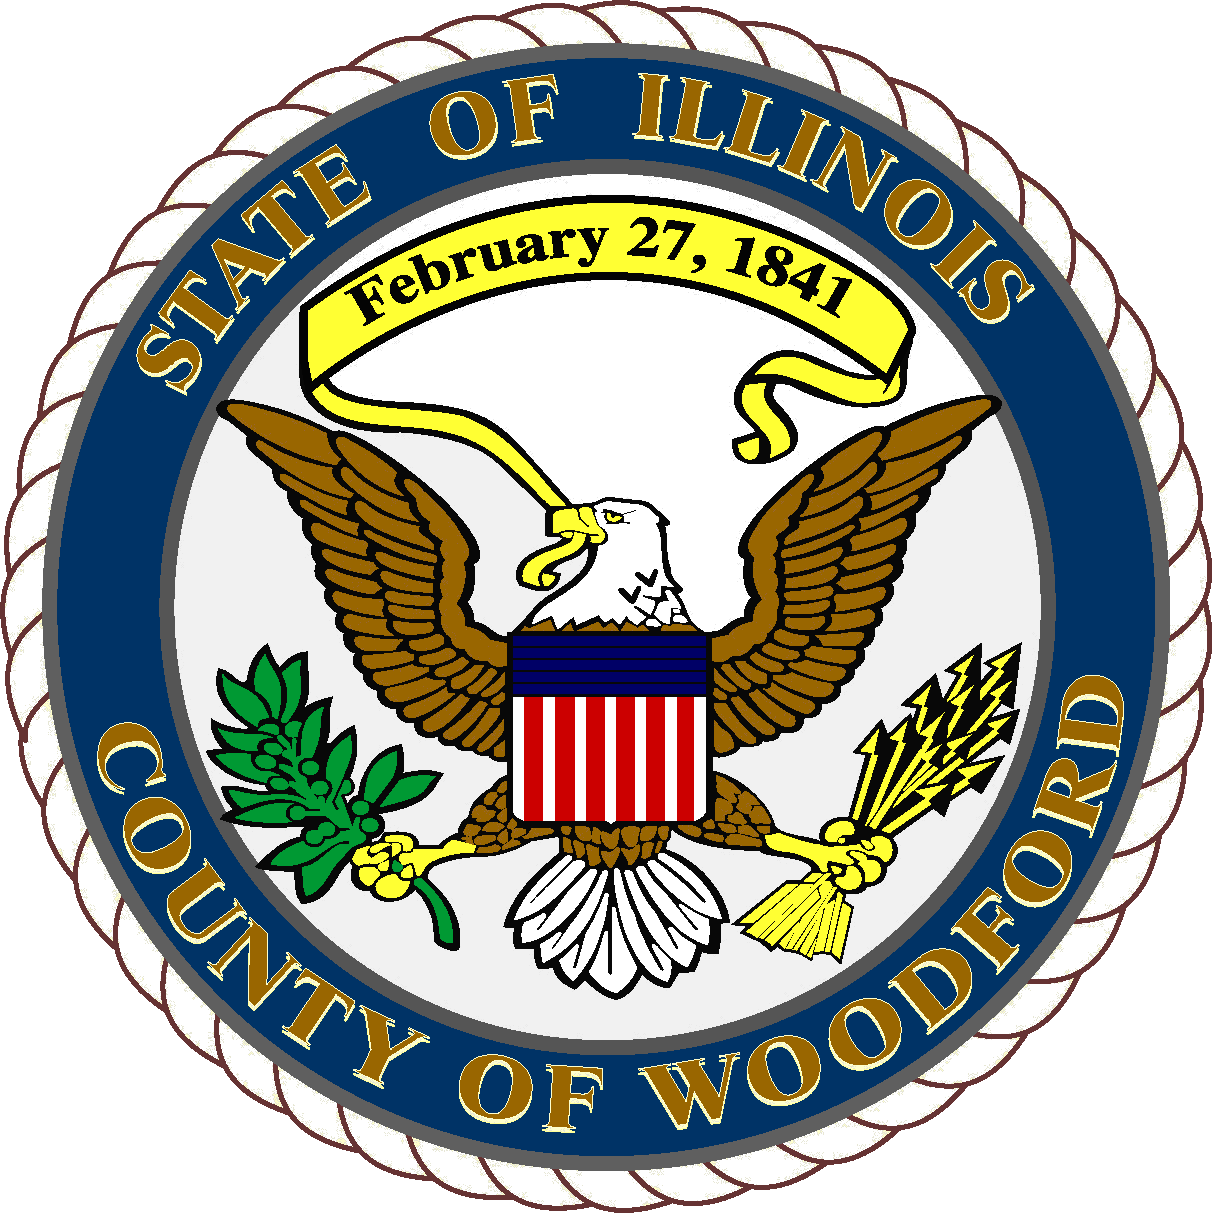 STATE OF ILLINOIS
February 27, 1841
COUNTY OF WOODFORD